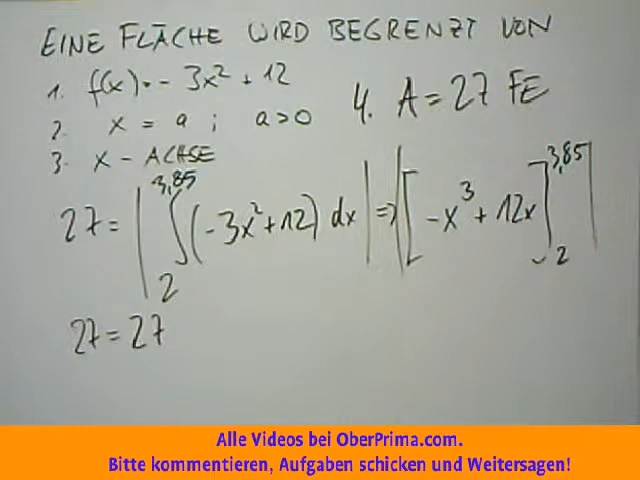 EINE FLÄCHE WIRD BEGRENZT VON
1. f(x) = - 3x² + 12
2. x = a ; a>0
3. X - ACHSE
4. A = 27 FE
27 = | ∫₂^3,85 (-3x² + 12) dx | => | [ -x³ + 12x ]₂^3,85 |
27 = 27
Alle Videos bei OberPrima.com.
Bitte kommentieren, Aufgaben schicken und Weitersagen!